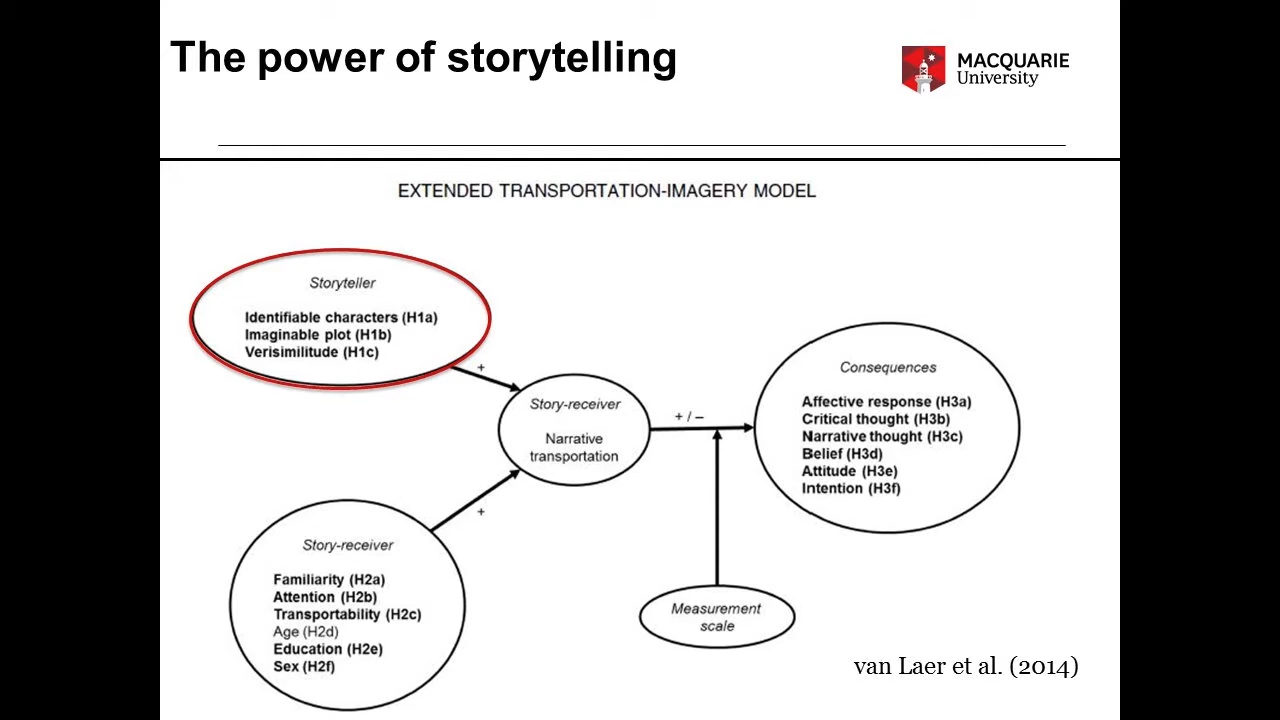 The power of storytelling
MACQUARIE
University
EXTENDED TRANSPORTATION-IMAGERY MODEL
Storyteller
Identifiable characters (H1a)
Imaginable plot (H1b)
Verisimilitude (H1c)
+
Story-receiver
Narrative
transportation
+ / –
Consequences
Affective response (H3a)
Critical thought (H3b)
Narrative thought (H3c)
Belief (H3d)
Attitude (H3e)
Intention (H3f)
+
Story-receiver
Familiarity (H2a)
Attention (H2b)
Transportability (H2c)
Age (H2d)
Education (H2e)
Sex (H2f)
Measurement
scale
van Laer et al. (2014)